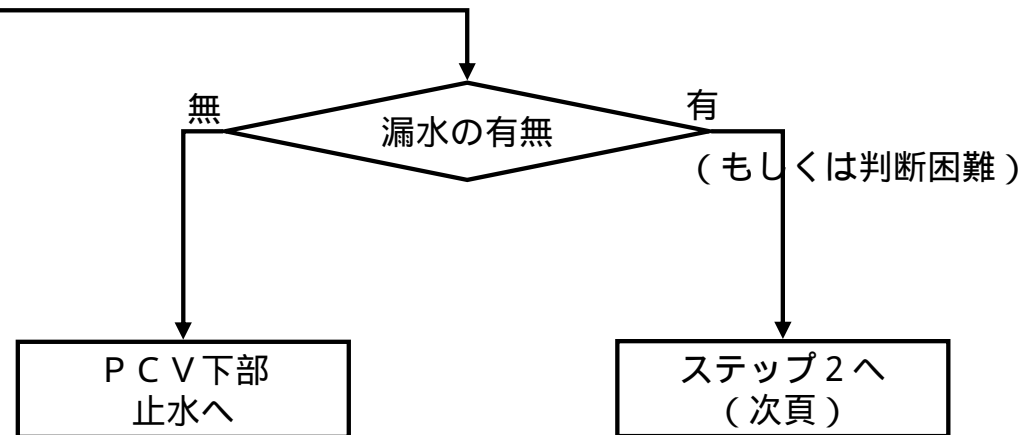 無
漏水の有無
有
(もしくは判断困難)
PCV下部
止水へ
ステップ2へ
(次頁)